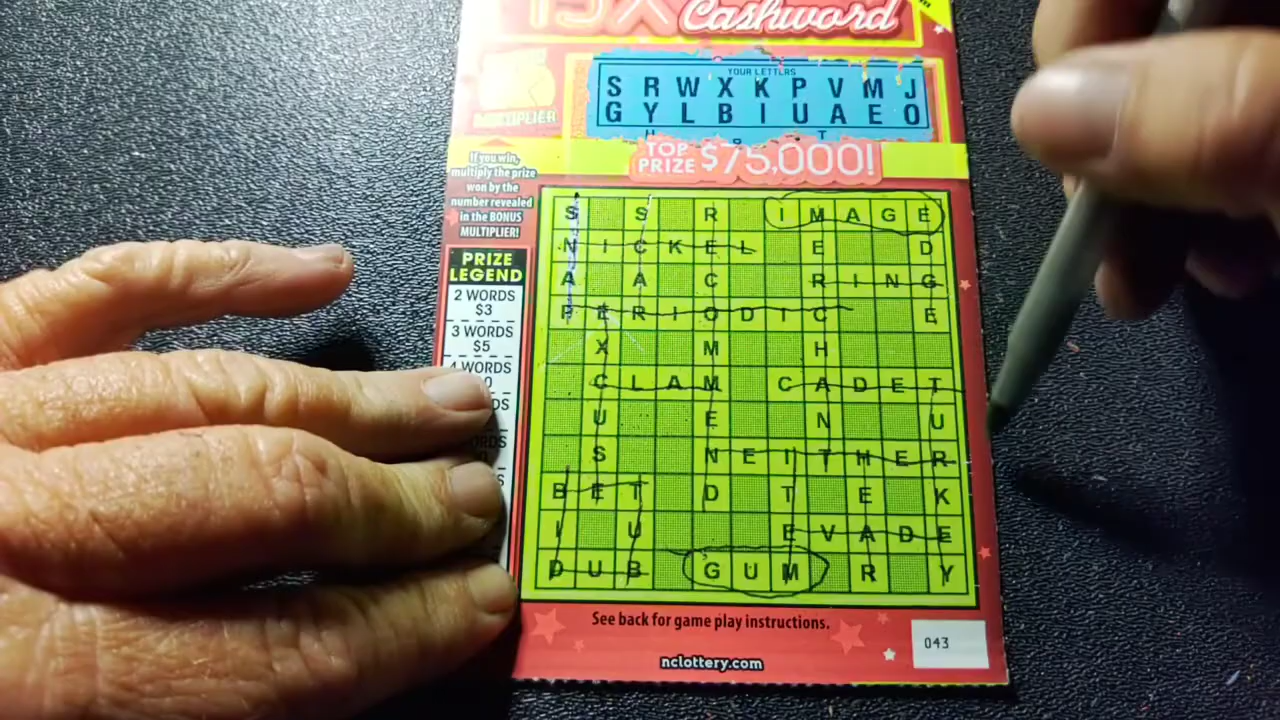 15X
Cashword
YOUR LETTERS
S R W X K P V M J
G Y L B I U A E O
MULTIPLIER
TOP PRIZE $75,000!
If you win,
multiply the prize
won by the
number revealed
in the BONUS
MULTIPLIER!
PRIZE
LEGEND
2 WORDS
$3
3 WORDS
$5
4 WORDS
S S R I M A G E
N I C K E L E D
A A C R I N G
P E R I O D I C C E
X M H
C L A M M C A D E T
U E N U
S N E I T H E R
B E T D T E K
I U E V A D E
D U B G U M R Y
See back for game play instructions.
nclottery.com
043